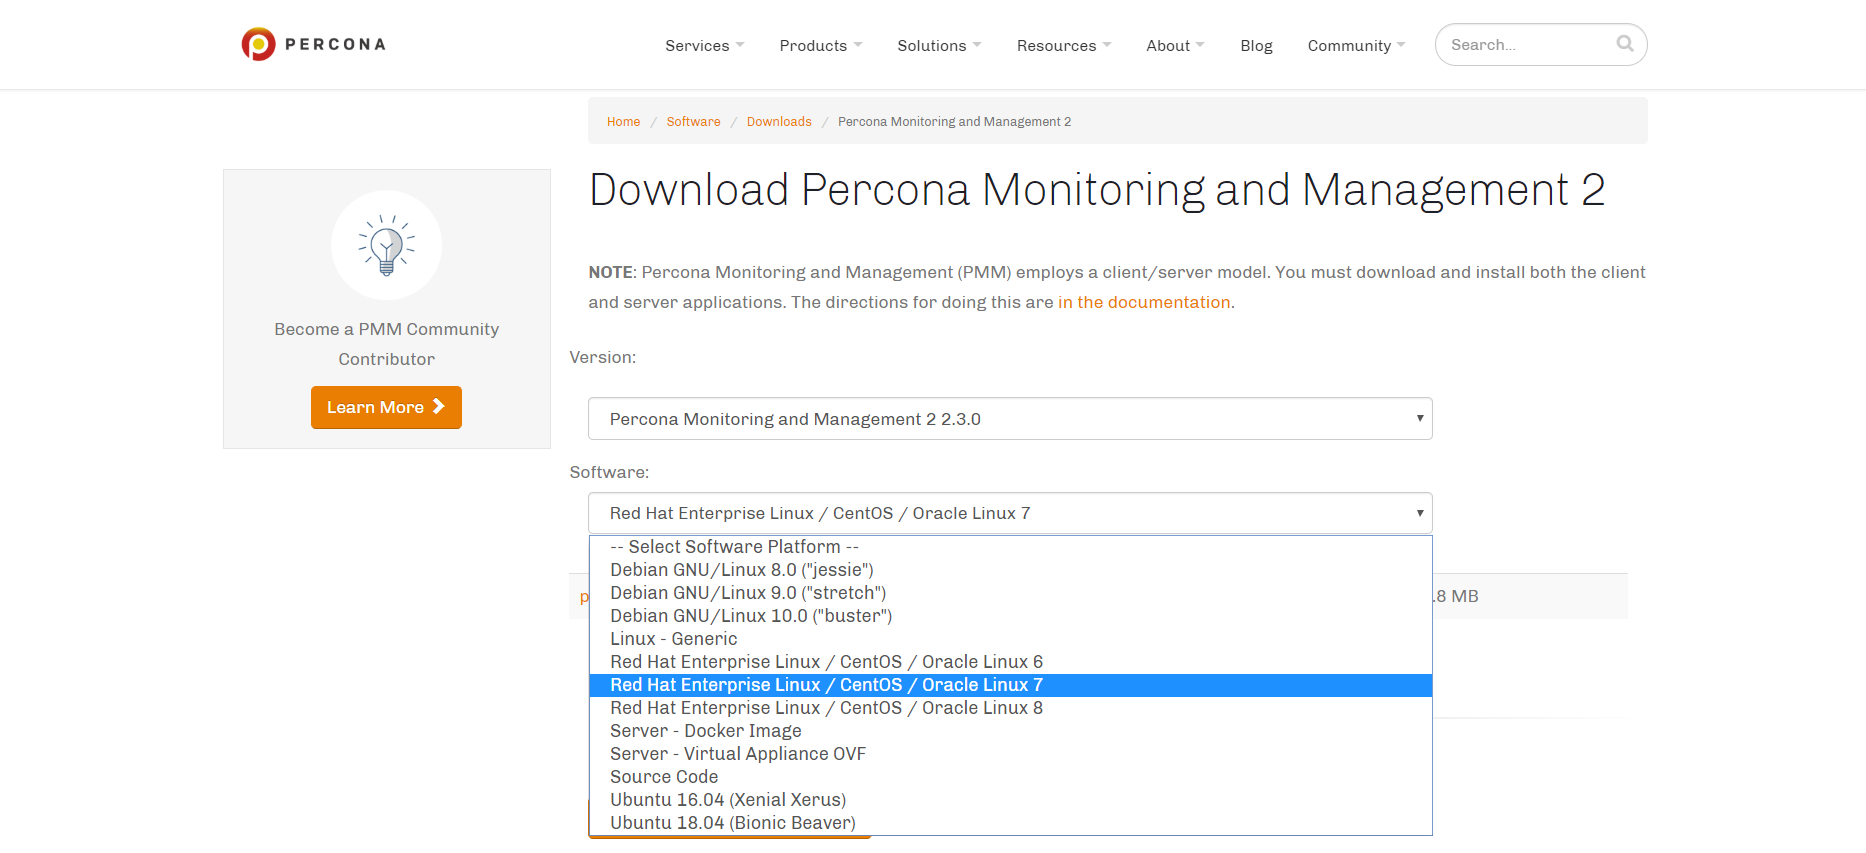 PERCONA
Services
Products
Solutions
Resources
About
Blog
Community
Search...
Home / Software / Downloads / Percona Monitoring and Management 2
Become a PMM Community
Contributor
Learn More
Download Percona Monitoring and Management 2
NOTE: Percona Monitoring and Management (PMM) employs a client/server model. You must download and install both the client
and server applications. The directions for doing this are in the documentation.
Version:
Percona Monitoring and Management 2 2.3.0
Software:
Red Hat Enterprise Linux / CentOS / Oracle Linux 7
-- Select Software Platform --
Debian GNU/Linux 8.0 ("jessie")
Debian GNU/Linux 9.0 ("stretch")
p
.8 MB
Debian GNU/Linux 10.0 ("buster")
Linux - Generic
Red Hat Enterprise Linux / CentOS / Oracle Linux 6
Red Hat Enterprise Linux / CentOS / Oracle Linux 7
Red Hat Enterprise Linux / CentOS / Oracle Linux 8
Server - Docker Image
Server - Virtual Appliance OVF
Source Code
Ubuntu 16.04 (Xenial Xerus)
Ubuntu 18.04 (Bionic Beaver)